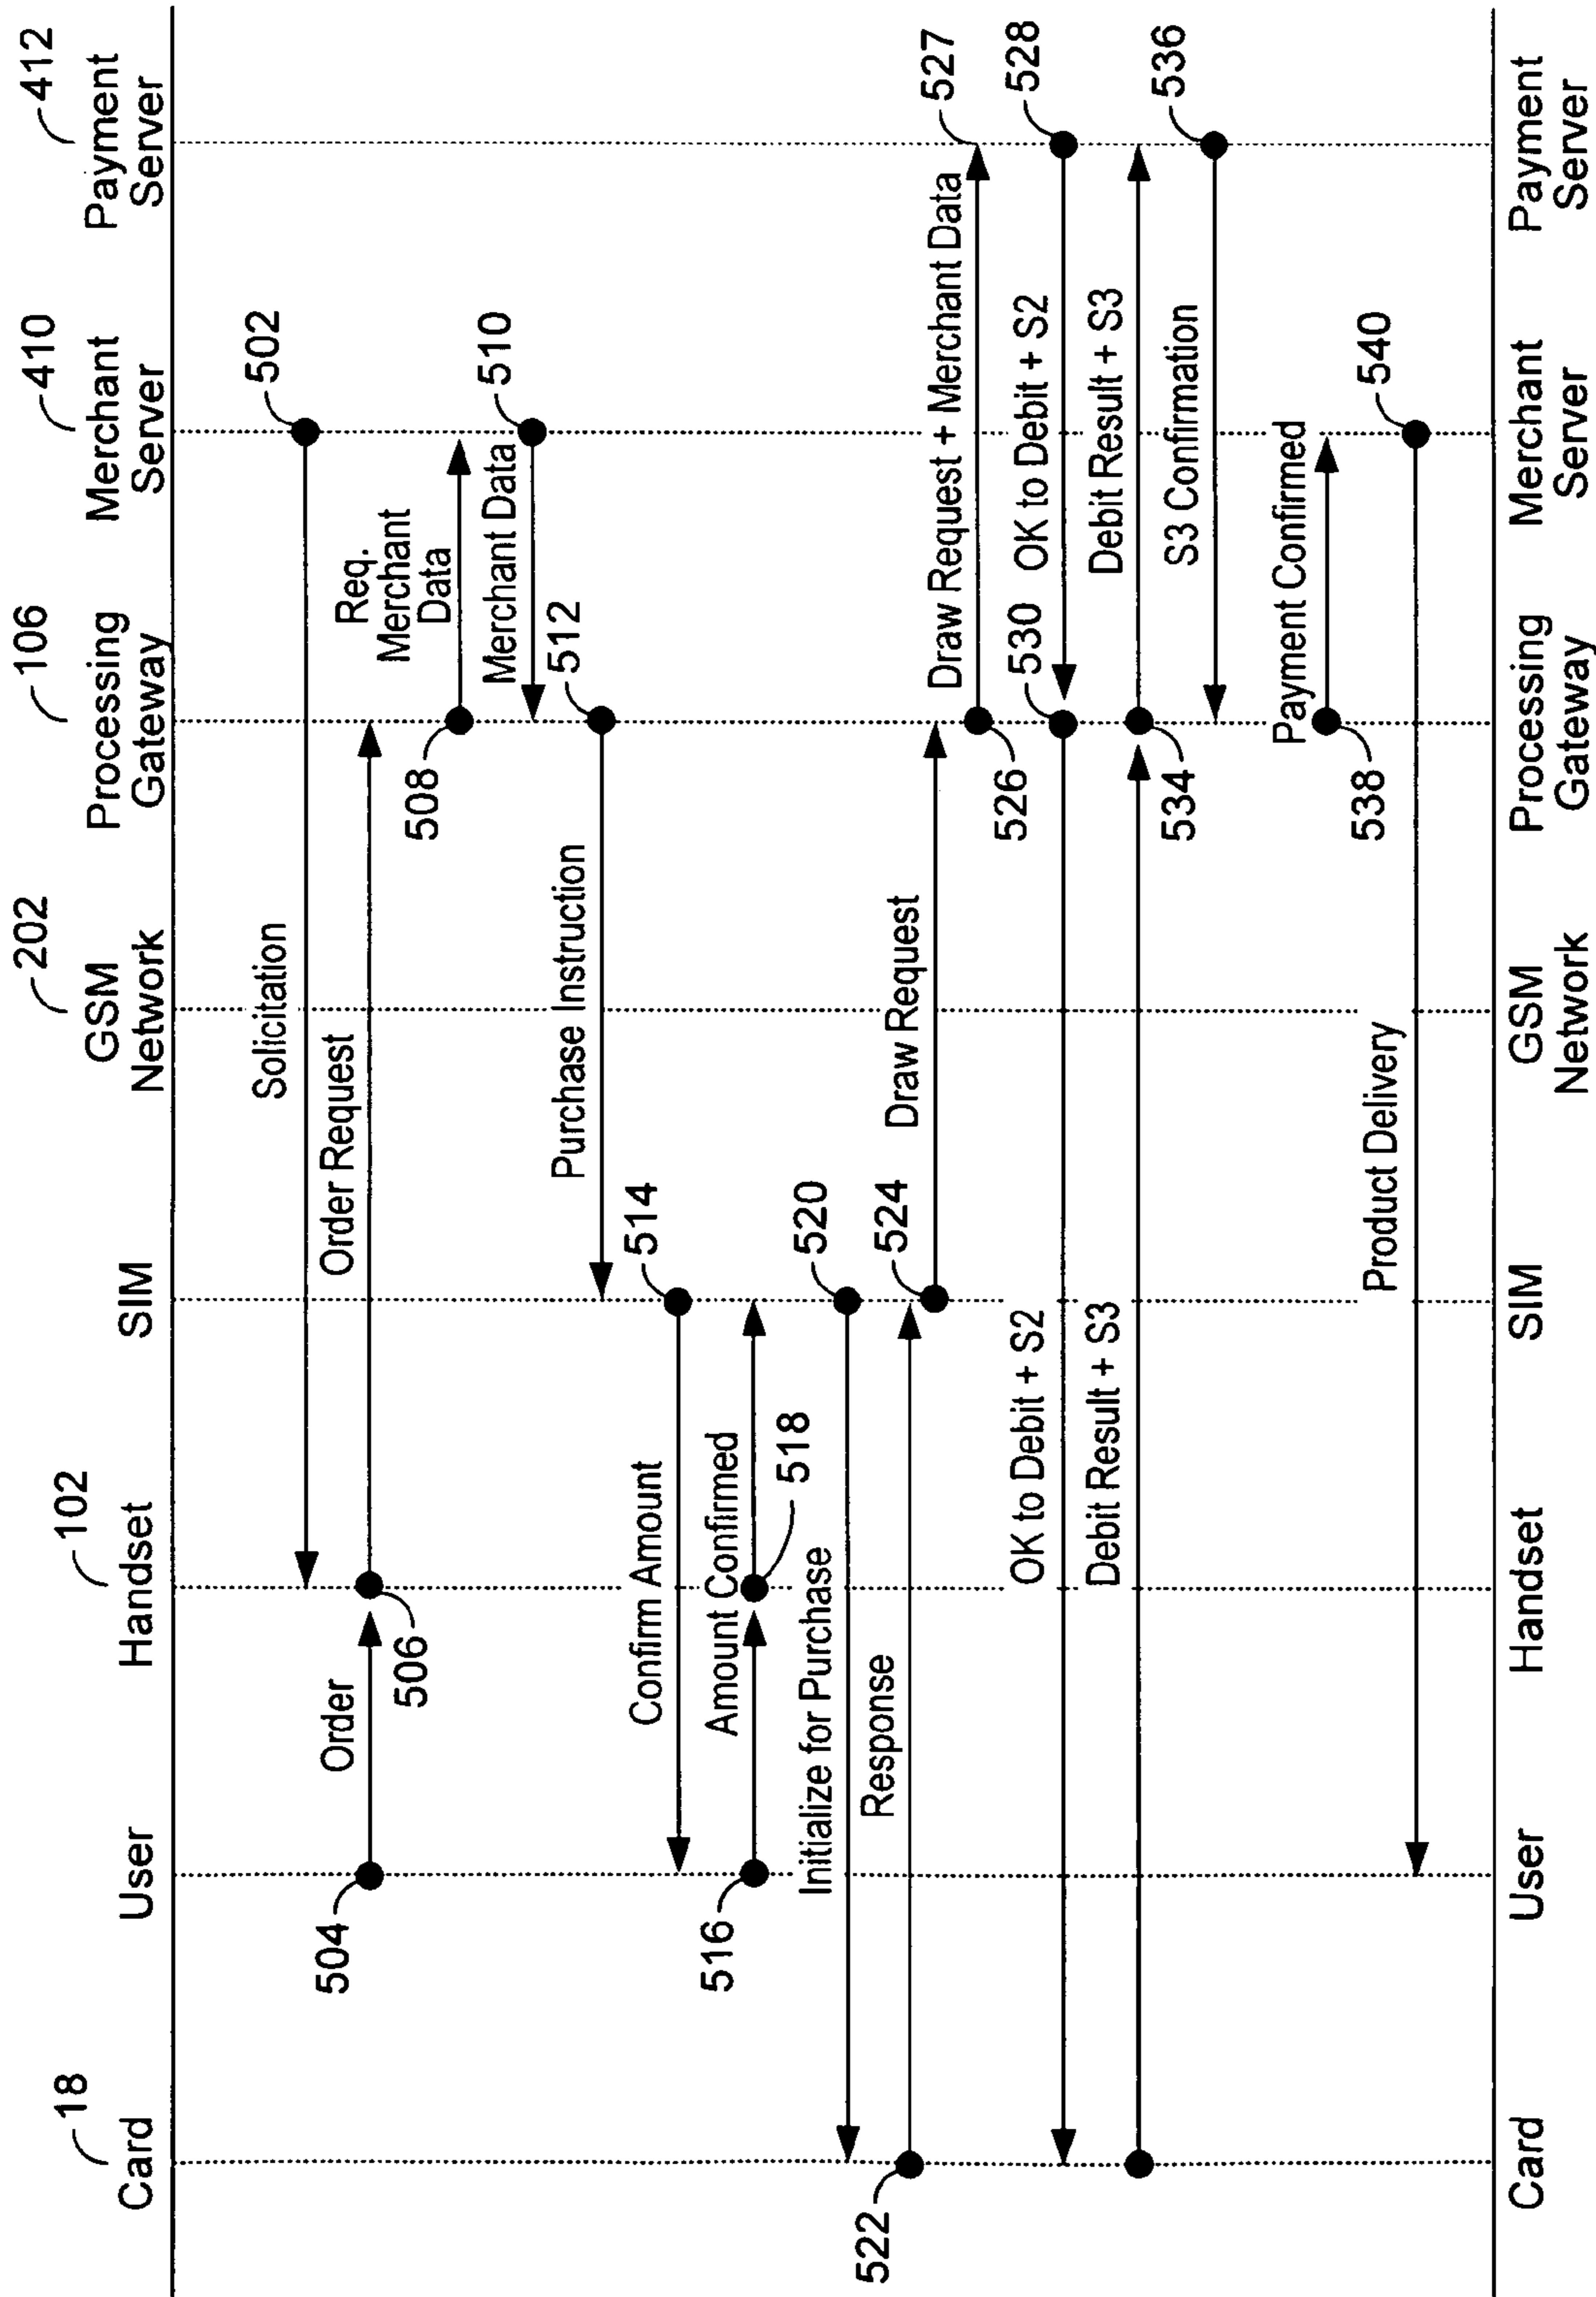 18
102
202
106
410
412
Card
User
Handset
SIM
GSM
Network
Processing
Gateway
Merchant
Server
Payment
Server
Solicitation
502
504
Order
506
Order Request
Req.
Merchant
Data
508
Merchant Data
510
512
Purchase Instruction
514
Confirm Amount
516
Amount Confirmed
518
Initialize for Purchase
520
522
Response
524
Draw Request
526
Draw Request + Merchant Data
527
OK to Debit + S2
530
OK to Debit + S2
528
Debit Result + S3
534
Debit Result + S3
S3 Confirmation
536
Payment Confirmed
538
Product Delivery
540
Card
User
Handset
SIM
GSM
Network
Processing
Gateway
Merchant
Server
Payment
Server